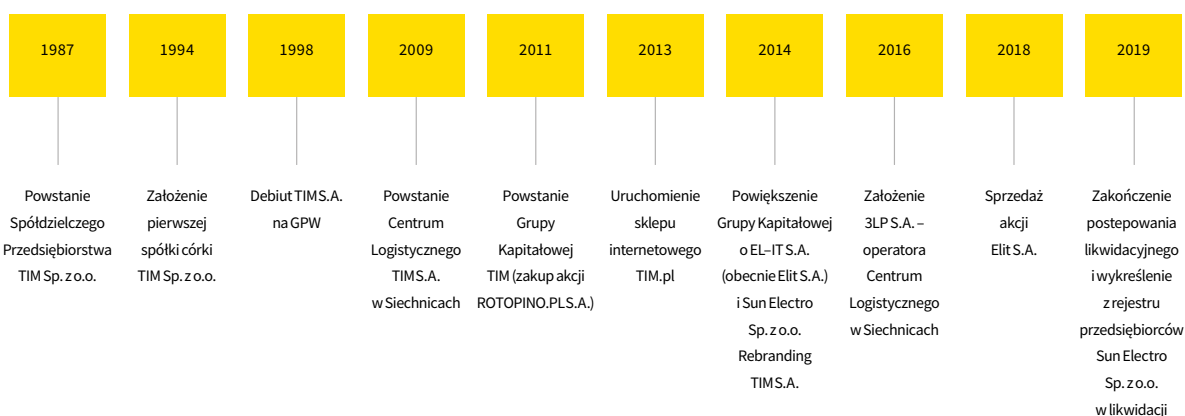 1987
1994
1998
2009
2011
2013
2014
2016
2018
2019
Powstanie
Spółdzielczego
Przedsiębiorstwa
TIM Sp. z o.o.
Założenie
pierwszej
spółki córki
TIM Sp. z o.o.
Debiut TIM S.A.
na GPW
Powstanie
Centrum
Logistycznego
TIM S.A.
w Siechnicach
Powstanie
Grupy
Kapitałowej
TIM (zakup akcji
ROTOPINO.PL S.A.)
Uruchomienie
sklepu
internetowego
TIM.pl
Powiększenie
Grupy Kapitałowej
o EL–IT S.A.
(obecnie Elit S.A.)
i Sun Electro
Sp. z o.o.
Rebranding
TIM S.A.
Założenie
3LP S.A. –
operatora
Centrum
Logistycznego
w Siechnicach
Sprzedaż
akcji
Elit S.A.
Zakończenie
postepowania
likwidacyjnego
i wykreślenie
z rejestru
przedsiębiorców
Sun Electro
Sp. z o.o.
w likwidacji